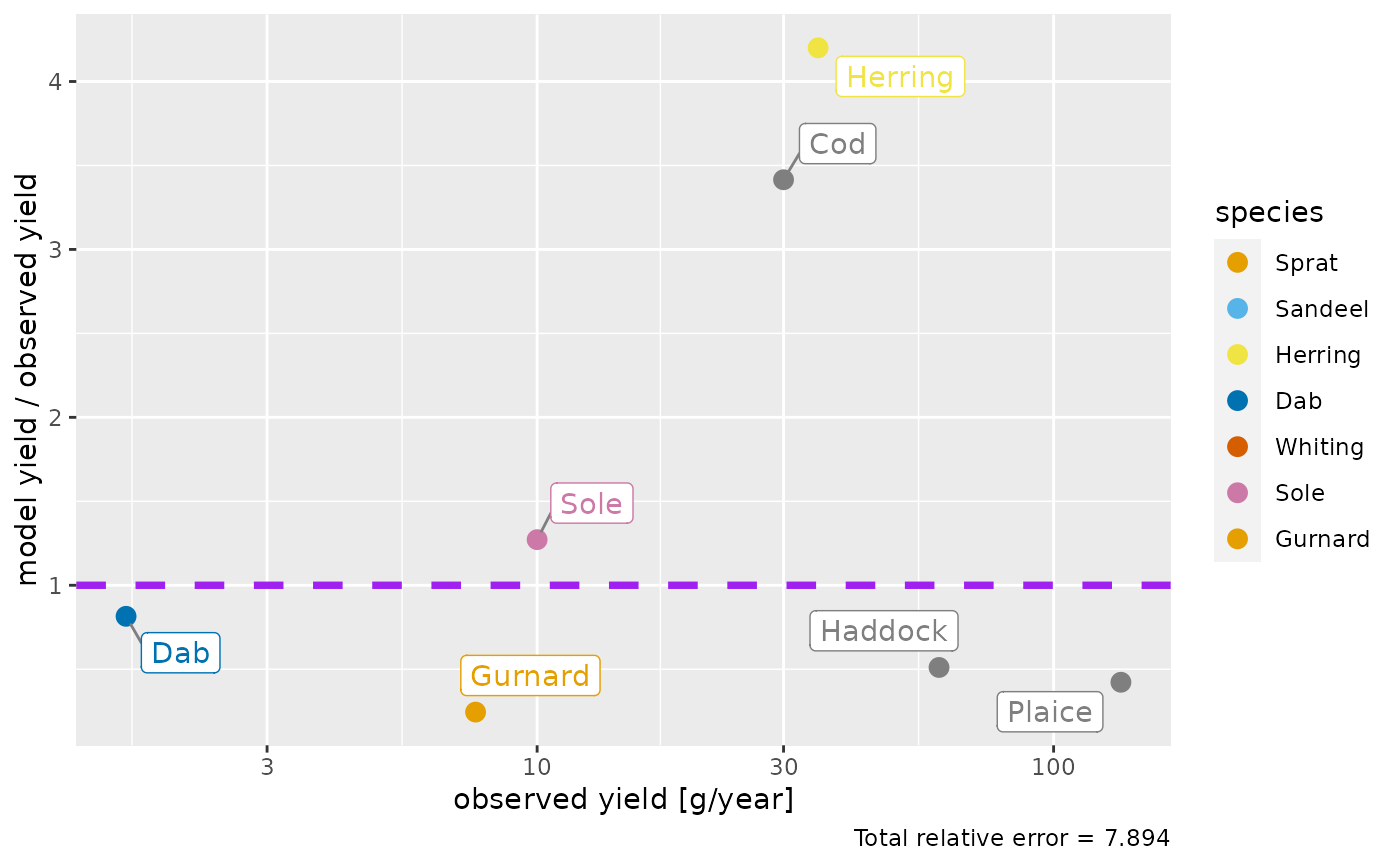 model yield / observed yield
4
3
2
1
Herring
Cod
Sole
Dab
Gurnard
Haddock
Plaice
3
10
30
100
observed yield [g/year]
Total relative error = 7.894
species
Sprat
Sandeel
Herring
Dab
Whiting
Sole
Gurnard